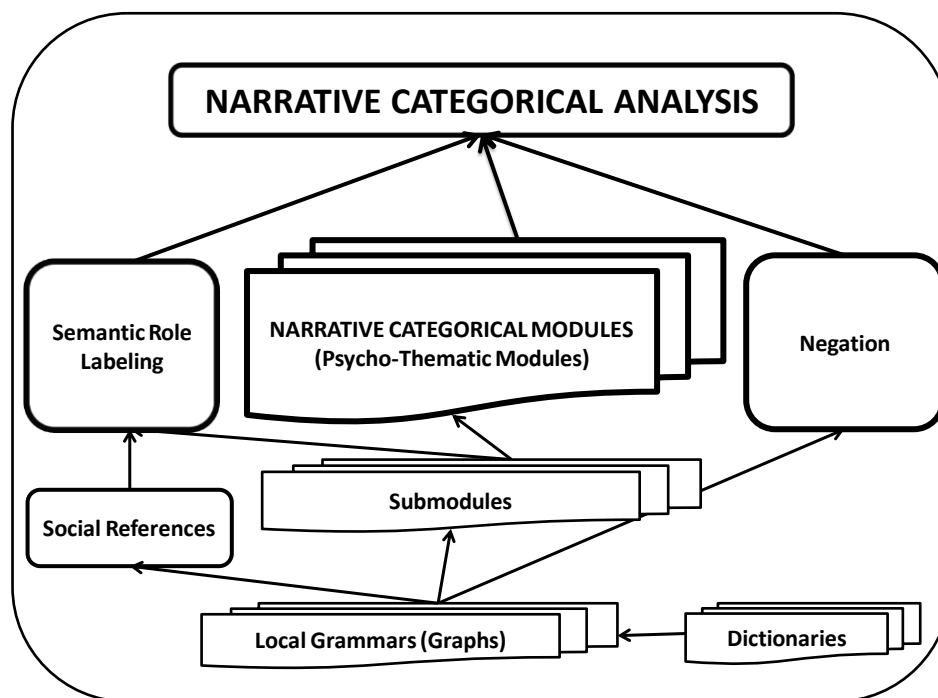 NARRATIVE CATEGORICAL ANALYSIS
Semantic Role
Labeling
NARRATIVE CATEGORICAL MODULES
(Psycho-Thematic Modules)
Negation
Submodules
Social References
Local Grammars (Graphs)
Dictionaries